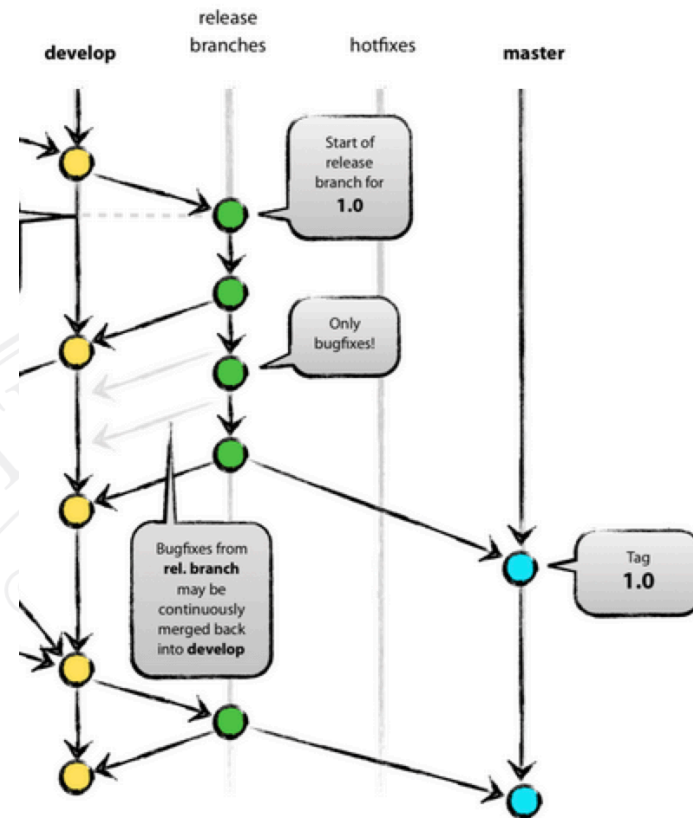 develop
release
branches
hotfixes
master
Start of
release
branch for
1.0
Only
bugfixes!
Bugfixes from
rel. branch
may be
continuously
merged back
into develop
Tag
1.0